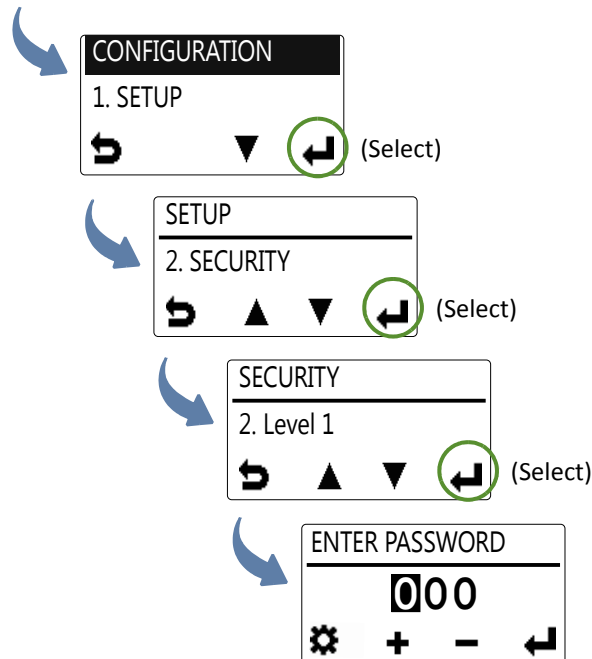 CONFIGURATION
1. SETUP
(Select)
SETUP
2. SECURITY
(Select)
SECURITY
2. Level 1
(Select)
ENTER PASSWORD
000
+ −